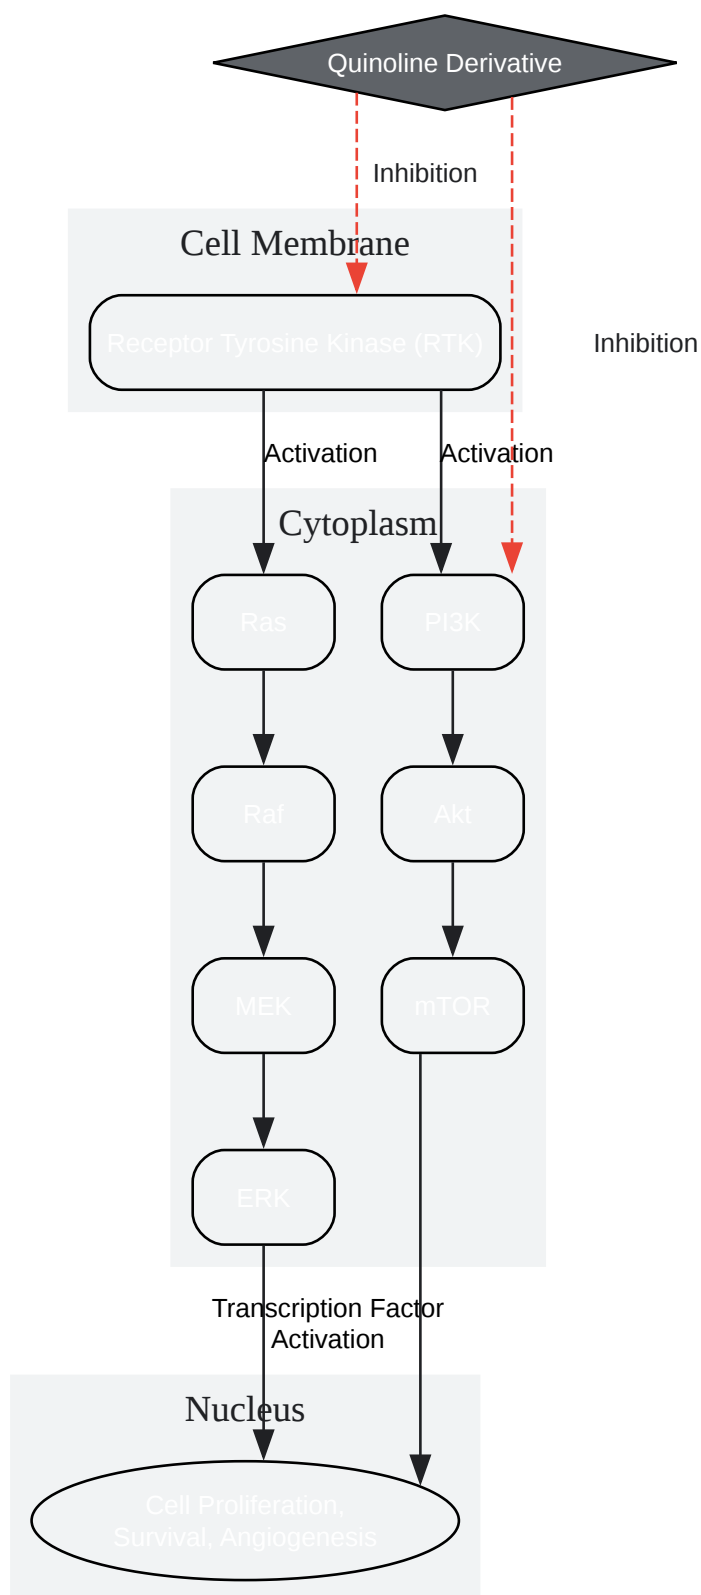 Quinoline Derivative
Inhibition
Cell Membrane
Receptor Tyrosine Kinase (RTK)
Inhibition
Activation
Activation
Cytoplasm
Ras
PI3K
Raf
Akt
MEK
mTOR
ERK
Transcription Factor
Activation
Nucleus
Cell Proliferation,
Survival, Angiogenesis